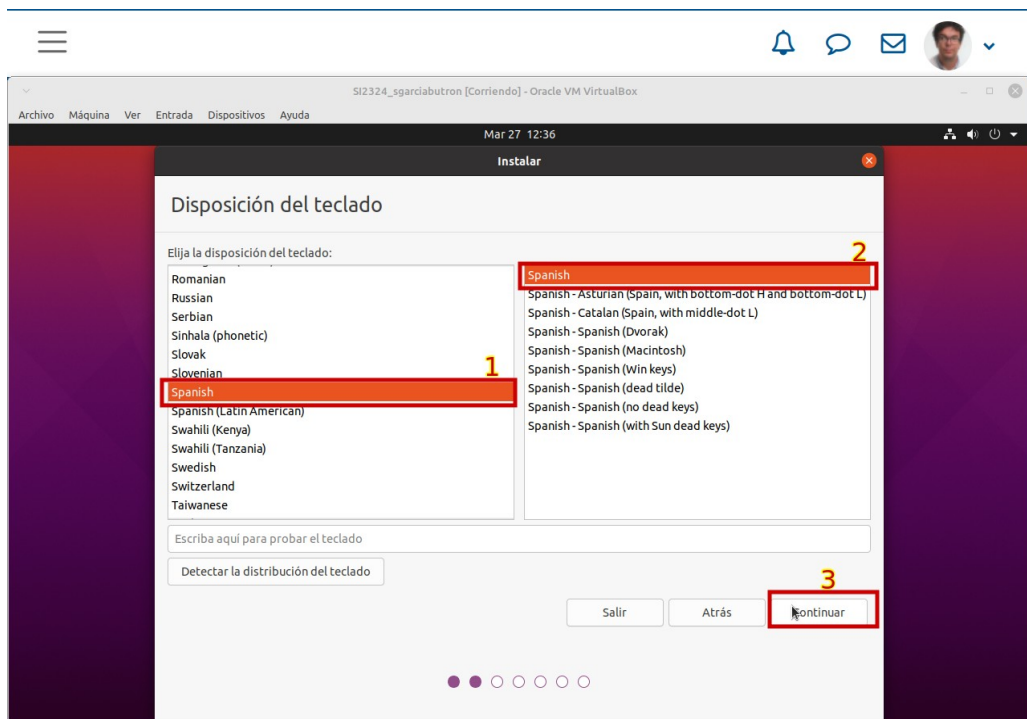 SI2324_sgarciabutron [Corriendo] - Oracle VM VirtualBox
Archivo Máquina Ver Entrada Dispositivos Ayuda
Mar 27 12:36
Instalar
Disposición del teclado
Elija la disposición del teclado:
Romanian
Russian
Serbian
Sinhala (phonetic)
Slovak
Slovenian
1
Spanish
Spanish (Latin American)
Swahili (Kenya)
Swahili (Tanzania)
Swedish
Switzerland
Taiwanese
2
Spanish
Spanish - Asturian (Spain, with bottom-dot H and bottom-dot L)
Spanish - Catalan (Spain, with middle-dot L)
Spanish - Spanish (Dvorak)
Spanish - Spanish (Macintosh)
Spanish - Spanish (Win keys)
Spanish - Spanish (dead tilde)
Spanish - Spanish (no dead keys)
Spanish - Spanish (with Sun dead keys)
Escriba aquí para probar el teclado
Detectar la distribución del teclado
3
Salir Atrás Continuar